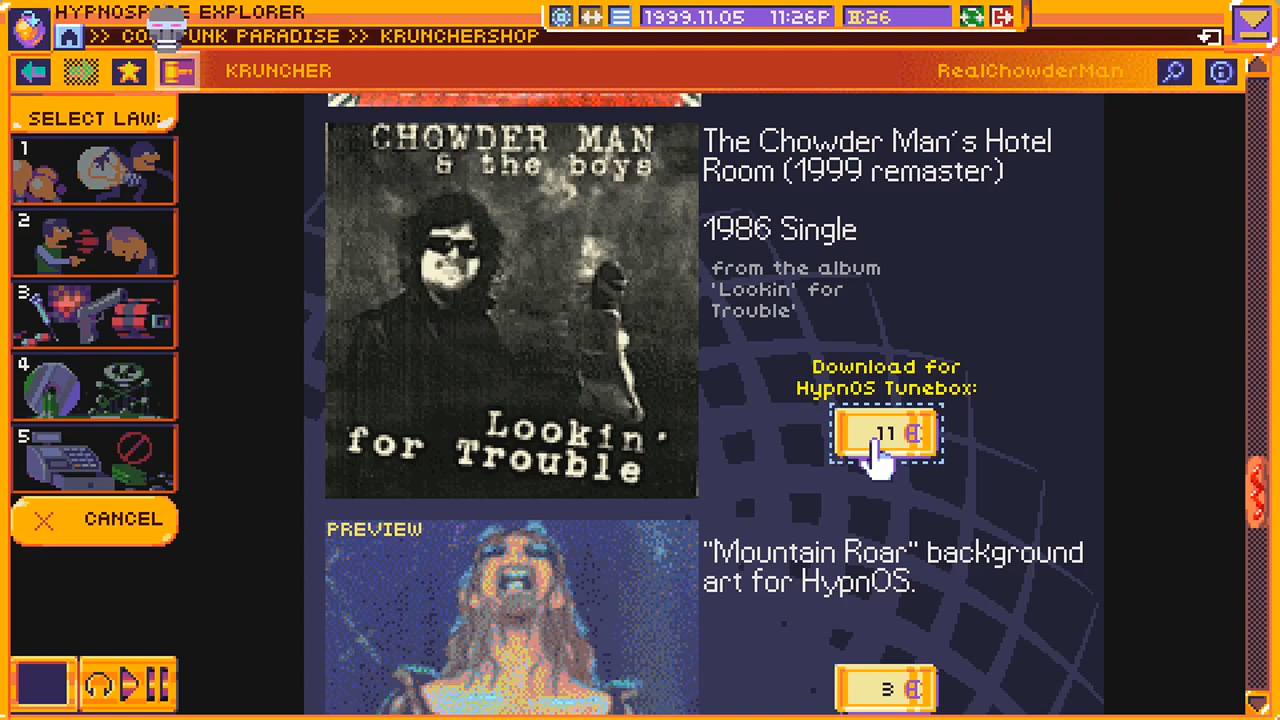 HYPNOSPACE EXPLORER
1999.11.05 11:26P
:26
>> CO PUNK PARADISE >> KRUNCHERSHOP
KRUNCHER
RealChowderMan
SELECT LAW:
1
2
3
4
5
CANCEL
CHOWDER MAN
& the boys
Lookin'
for Trouble
The Chowder Man's Hotel
Room (1999 remaster)
1986 Single
from the album
'Lookin' for
Trouble'
Download for
HypnOS Tunebox:
11
PREVIEW
"Mountain Roar" background
art for HypnOS.
3